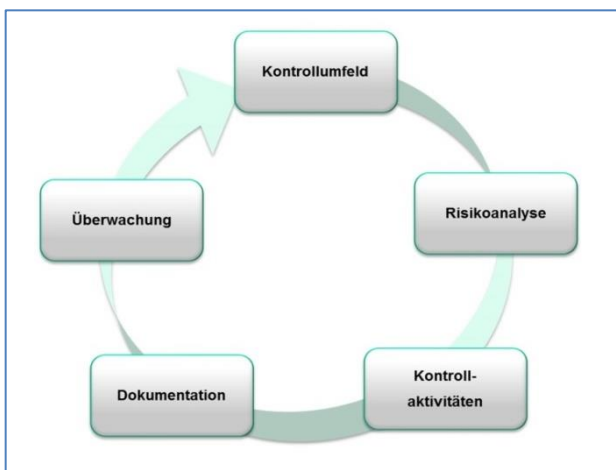 Kontrollumfeld
Risikoanalyse
Kontroll-
aktivitäten
Dokumentation
Überwachung